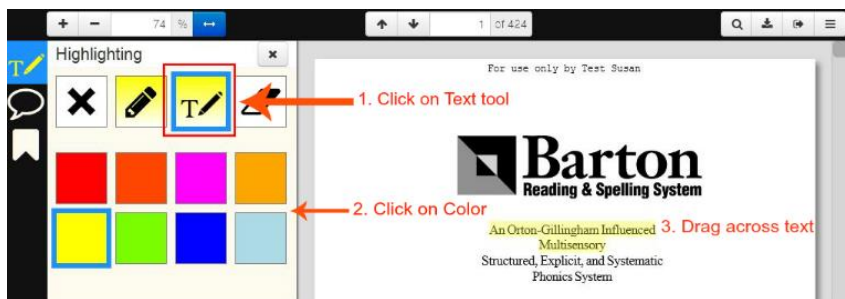 74 %
1 of 424
Highlighting
T
T
For use only by Test Susan
1. Click on Text tool
Barton
Reading & Spelling System
2. Click on Color
An Orton-Gillingham Influenced
3. Drag across text
Multisensory
Structured, Explicit, and Systematic
Phonics System